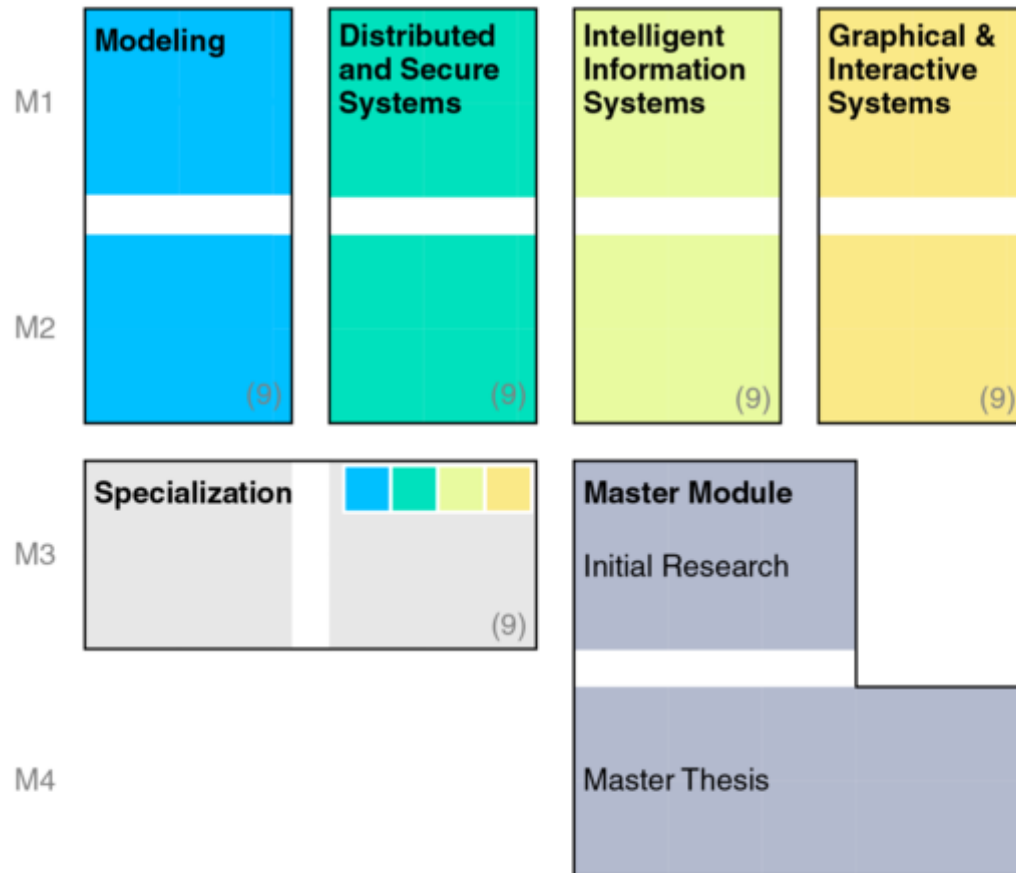 M1
Modeling
Distributed
and Secure
Systems
Intelligent
Information
Systems
Graphical &
Interactive
Systems
M2
(9)
(9)
(9)
(9)
M3
Specialization
(9)
Master Module
Initial Research
M4
Master Thesis